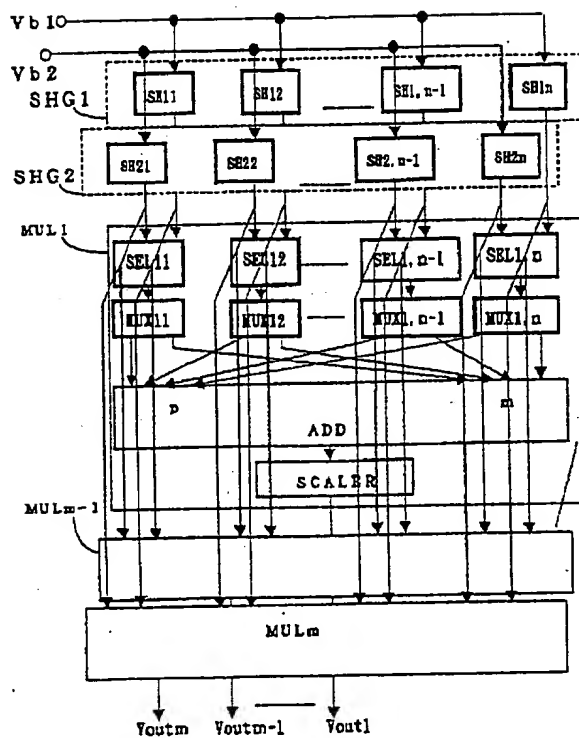 Vb1
Vb2
SH11 SH12 SH1,n-1 SH1n
SHG1
SH21 SH22 SH2,n-1 SH2n
SHG2
MUL1
SEL11 SEL12 SEL1,n-1 SEL1,n
MUX11 MUX12 MUX1,n-1 MUX1,n
p m
ADD
SCALER
MULm-1
MULm
Voutm Voutm-1 Vout1